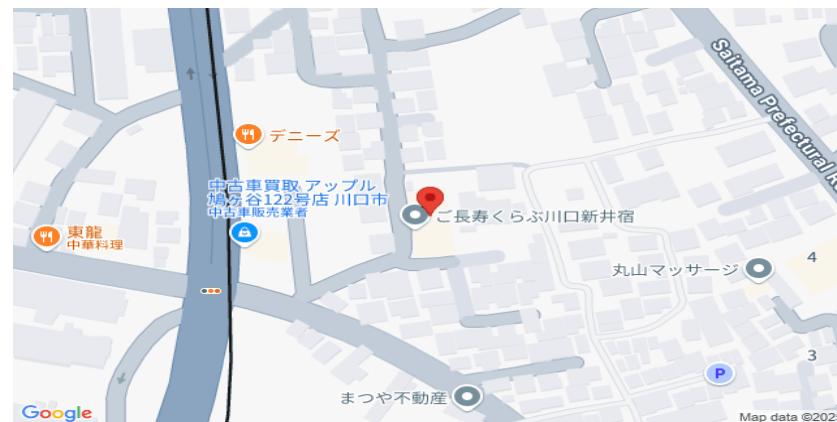 Saitama Prefectural R
デニーズ
中古車買取 アップル
鳩ヶ谷122号店 川口市
中古車販売業者
ご長寿くらぶ川口新井宿
東龍
中華料理
丸山マッサージ
4
3
P
まつや不動産
Google
Map data ©202